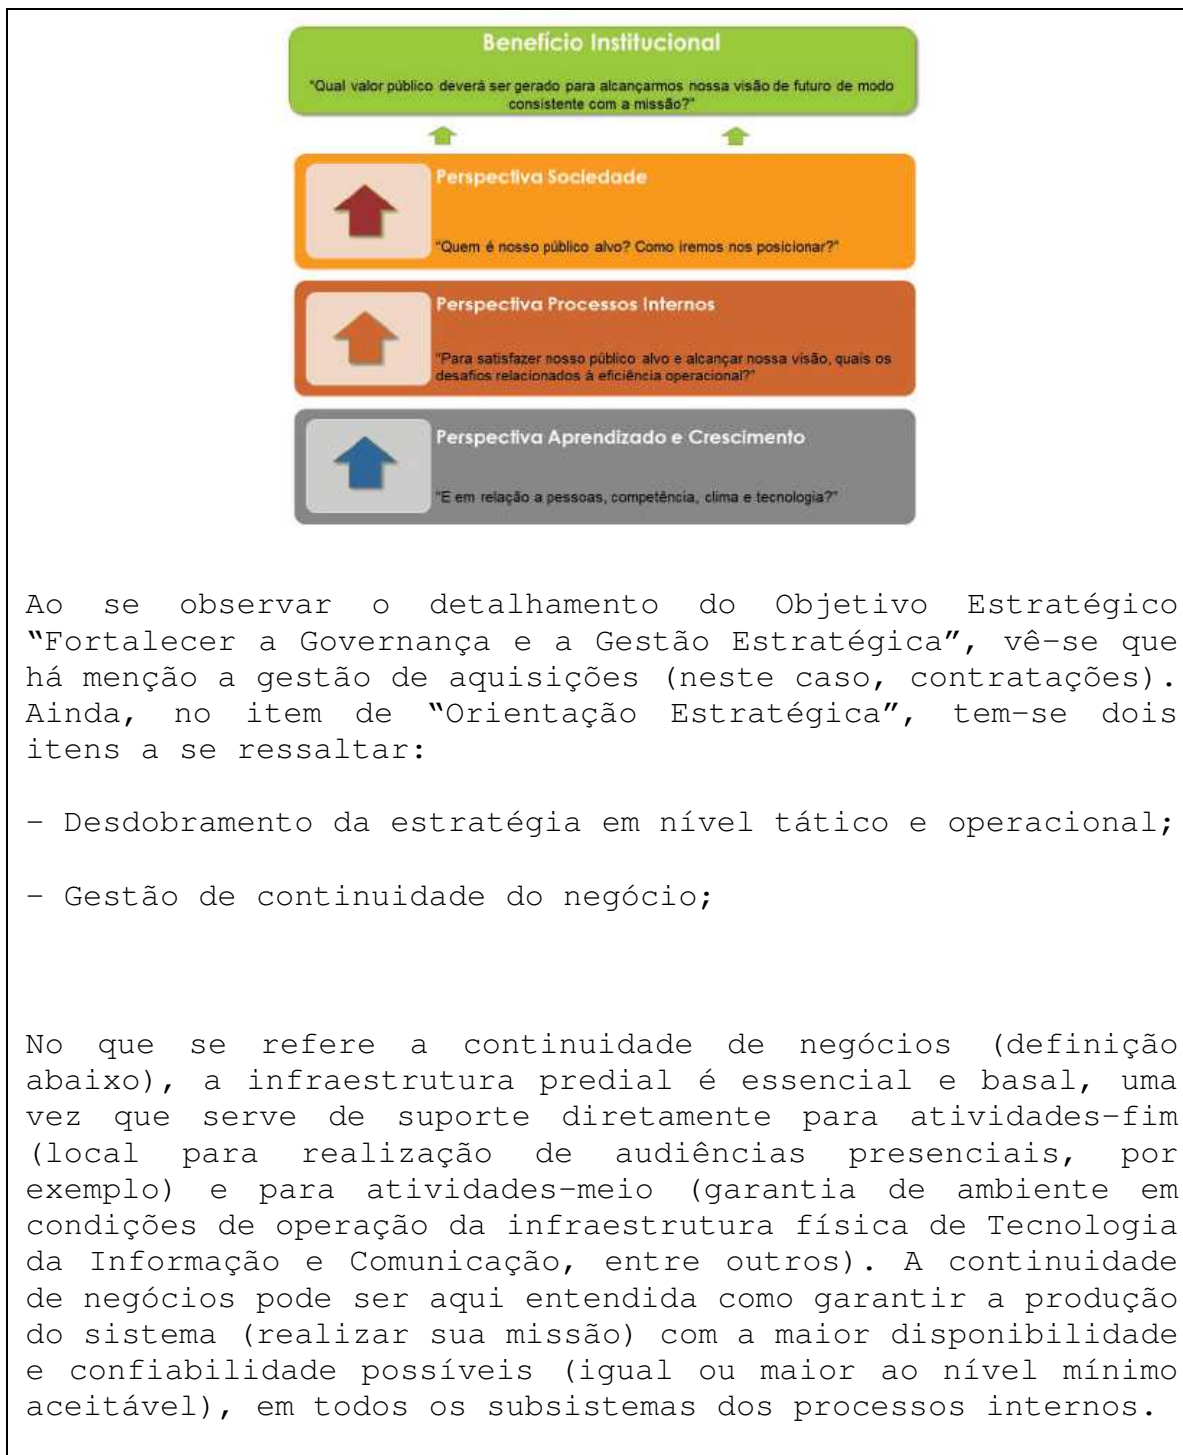 Benefício Institucional
"Qual valor público deverá ser gerado para alcançarmos nossa visão de futuro de modo
consistente com a missão?"
Perspectiva Sociedade
"Quem é nosso público alvo? Como iremos nos posicionar?"
Perspectiva Processos Internos
"Para satisfazer nosso público alvo e alcançar nossa visão, quais os
desafios relacionados à eficiência operacional?"
Perspectiva Aprendizado e Crescimento
"E em relação a pessoas, competência, clima e tecnologia?"
Ao se observar o detalhamento do Objetivo Estratégico
“Fortalecer a Governança e a Gestão Estratégica”, vê-se que
há menção a gestão de aquisições (neste caso, contratações).
Ainda, no item de “Orientação Estratégica”, tem-se dois
itens a se ressaltar:
- Desdobramento da estratégia em nível tático e operacional;
- Gestão de continuidade do negócio;
No que se refere a continuidade de negócios (definição
abaixo), a infraestrutura predial é essencial e basal, uma
vez que serve de suporte diretamente para atividades-fim
(local para realização de audiências presenciais, por
exemplo) e para atividades-meio (garantia de ambiente em
condições de operação da infraestrutura física de Tecnologia
da Informação e Comunicação, entre outros). A continuidade
de negócios pode ser aqui entendida como garantir a produção
do sistema (realizar sua missão) com a maior disponibilidade
e confiabilidade possíveis (igual ou maior ao nível mínimo
aceitável), em todos os subsistemas dos processos internos.